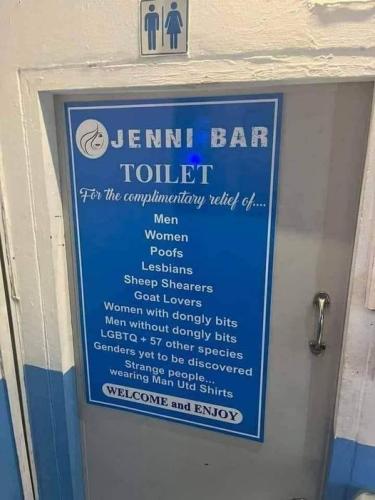 JENNI BAR
TOILET
For the complimentary relief of....
Men
Women
Poofs
Lesbians
Sheep Shearers
Goat Lovers
Women with dongly bits
Men without dongly bits
LGBTQ + 57 other species
Genders yet to be discovered
Strange people...
wearing Man Utd Shirts
WELCOME and ENJOY